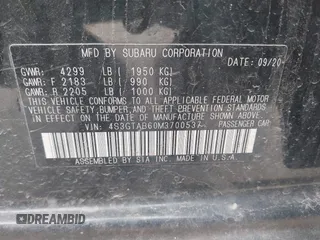 MFD BY SUBARU CORPORATION
DATE: 09/20
GVWR: 4299 LB ( 1950 KG)
GAWR: F 2183 LB ( 990 KG)
GAWR: R 2205 LB ( 1000 KG)
THIS VEHICLE CONFORMS TO ALL APPLICABLE FEDERAL MOTOR
VEHICLE SAFETY, BUMPER, AND THEFT PREVENTION STANDARDS
IN EFFECT ON THE DATE OF MANUFACTURE SHOWN ABOVE.
VIN: 4S3GTAB60M3700537 PASSENGER CAR
ASSEMBLED BY SIA INC. MADE IN U.S.A.
DREAMBID